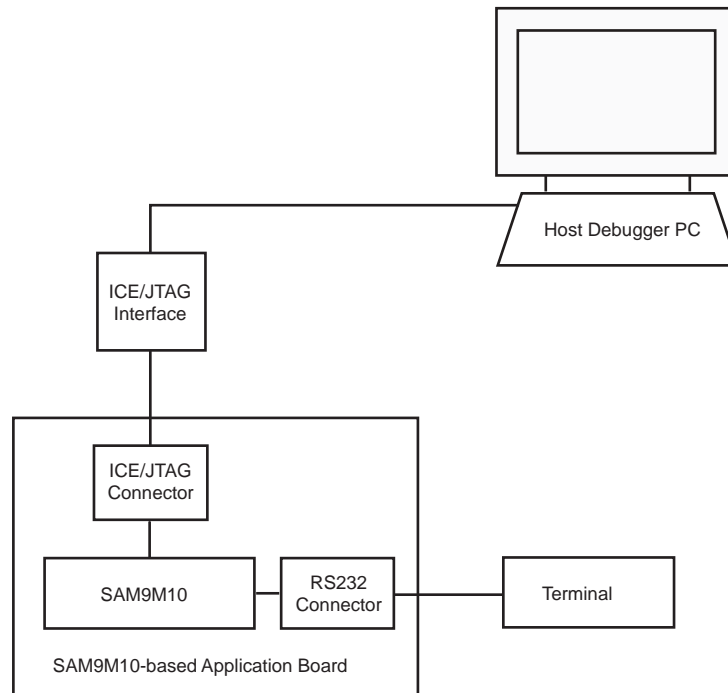 Host Debugger PC
ICE/JTAG
Interface
ICE/JTAG
Connector
SAM9M10
RS232
Connector
Terminal
SAM9M10-based Application Board